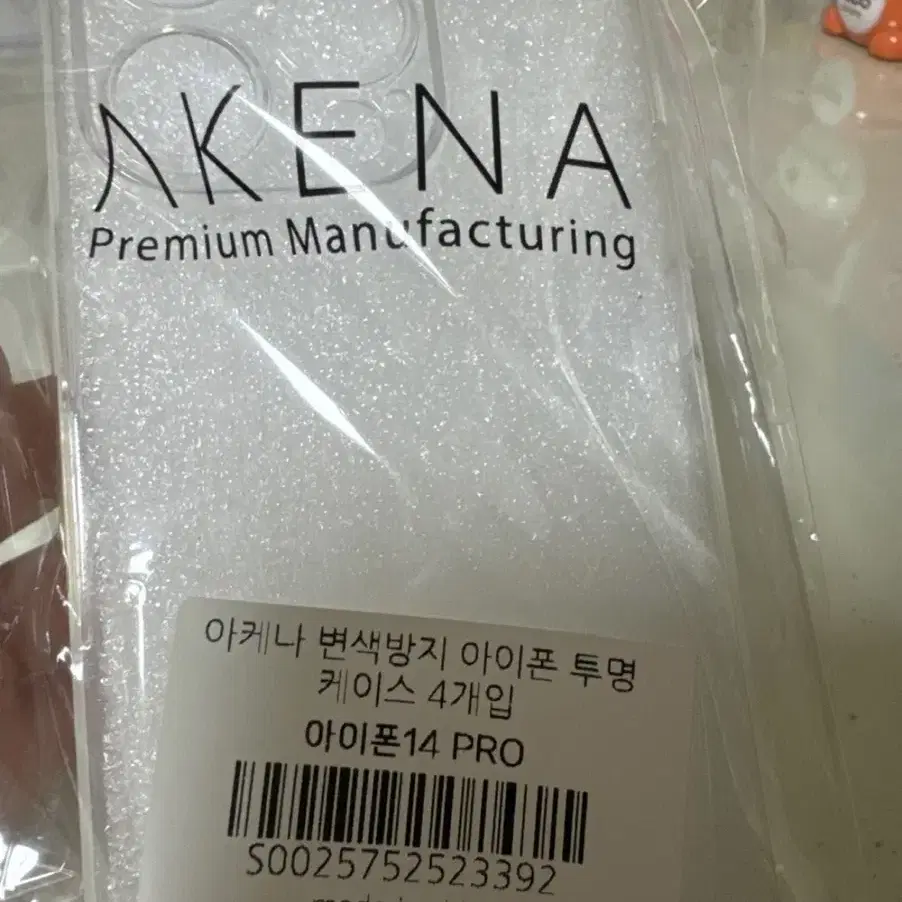 AKENA
Premium Manufacturing
아케나 변색방지 아이폰 투명
케이스 4개입
아이폰14 PRO
S0025752523392